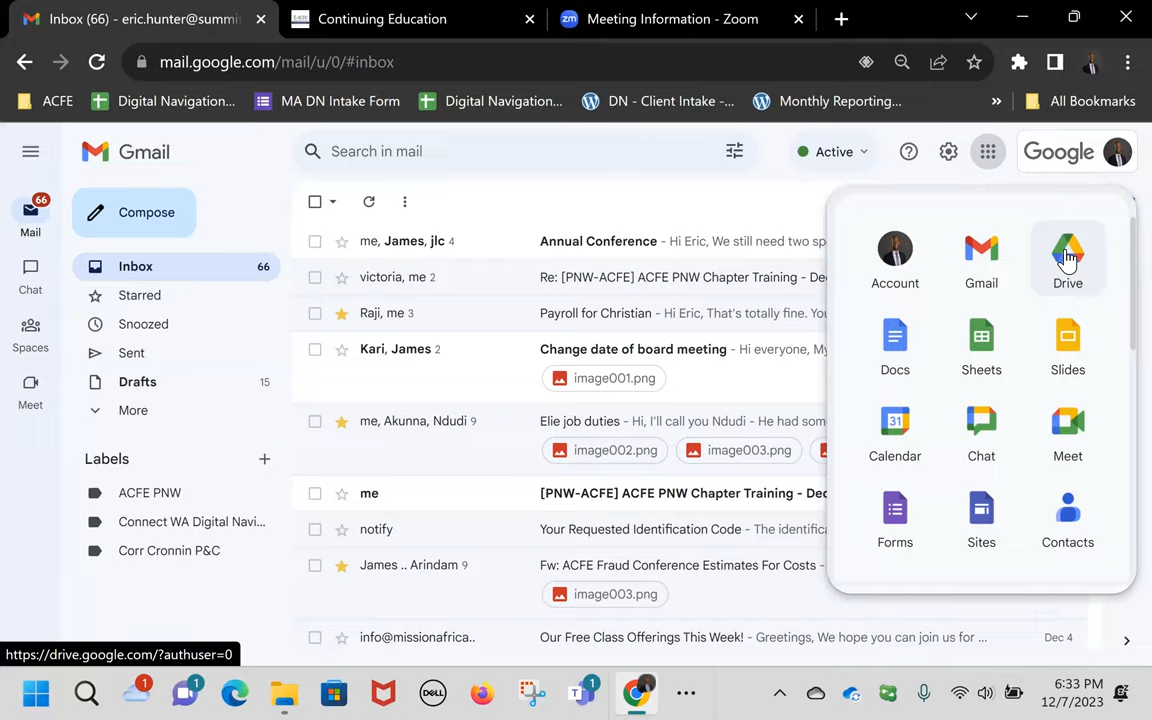 Inbox (66) - eric.hunter@summi
Continuing Education
zm
Meeting Information - Zoom
mail.google.com/mail/u/0/#inbox
ACFE
Digital Navigation...
MA DN Intake Form
Digital Navigation...
DN - Client Intake -...
Monthly Reporting...
»
All Bookmarks
Gmail
Search in mail
Active
Google
66
Mail
Chat
Spaces
Meet
Compose
Inbox 66
Starred
Snoozed
Sent
Drafts 15
More
Labels
ACFE PNW
Connect WA Digital Navi...
Corr Cronnin P&C
me, James, jlc 4 Annual Conference - Hi Eric, We still need two sp
victoria, me 2 Re: [PNW-ACFE] ACFE PNW Chapter Training - Dec
Raji, me 3 Payroll for Christian - Hi Eric, That's totally fine. You
Kari, James 2 Change date of board meeting - Hi everyone, My
image001.png
me, Akunna, Ndudi 9 Elie job duties - Hi, I'll call you Ndudi - He had som
image002.png image003.png
me [PNW-ACFE] ACFE PNW Chapter Training - Dec
notify Your Requested Identification Code - The identifica
James .. Arindam 9 Fw: ACFE Fraud Conference Estimates For Costs -
image003.png
info@missionafrica.. Our Free Class Offerings This Week! - Greetings, We hope you can join us for ... Dec 4
Account Gmail Drive
Docs Sheets Slides
31
Calendar Chat Meet
Forms Sites Contacts
https://drive.google.com/?authuser=0
1
1
DELL
1
6:33 PM
12/7/2023